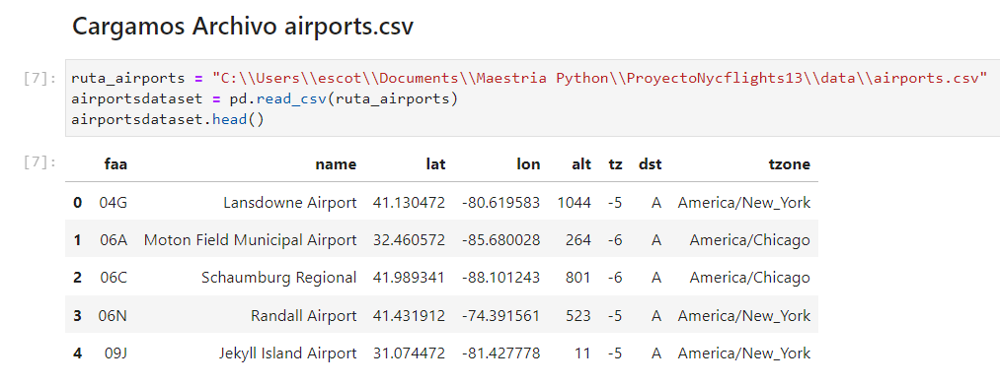 Cargamos Archivo airports.csv
[7]: ruta_airports = "C:\\Users\\escot\\Documents\\Maestria Python\\ProyectoNycflights13\\data\\airports.csv"
airportsdataset = pd.read_csv(ruta_airports)
airportsdataset.head()
[7]: faa name lat lon alt tz dst tzone
0 04G Lansdowne Airport 41.130472 -80.619583 1044 -5 A America/New_York
1 06A Moton Field Municipal Airport 32.460572 -85.680028 264 -6 A America/Chicago
2 06C Schaumburg Regional 41.989341 -88.101243 801 -6 A America/Chicago
3 06N Randall Airport 41.431912 -74.391561 523 -5 A America/New_York
4 09J Jekyll Island Airport 31.074472 -81.427778 11 -5 A America/New_York